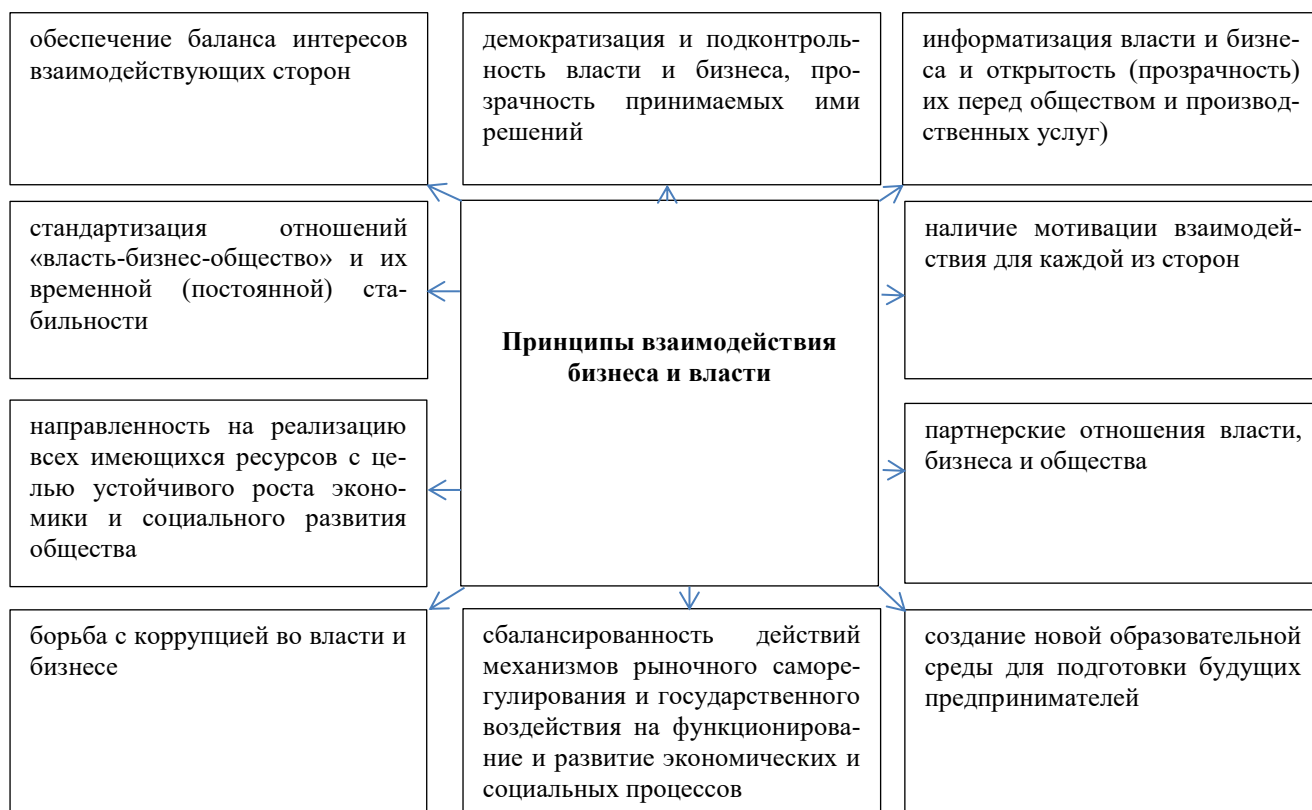 обеспечение баланса интересов
взаимодействующих сторон
демократизация и подконтроль-
ность власти и бизнеса, про-
зрачность принимаемых ими
решений
информатизация власти и бизне-
са и открытость (прозрачность)
их перед обществом и производ-
ственных услуг)
стандартизация отношений
«власть-бизнес-общество» и их
временной (постоянной) ста-
бильности
Принципы взаимодействия
бизнеса и власти
наличие мотивации взаимодей-
ствия для каждой из сторон
направленность на реализацию
всех имеющихся ресурсов с це-
лью устойчивого роста эконо-
мики и социального развития
общества
партнерские отношения власти,
бизнеса и общества
борьба с коррупцией во власти и
бизнесе
сбалансированность действий
механизмов рыночного саморе-
гулирования и государственного
воздействия на функционирова-
ние и развитие экономических и
социальных процессов
создание новой образовательной
среды для подготовки будущих
предпринимателей